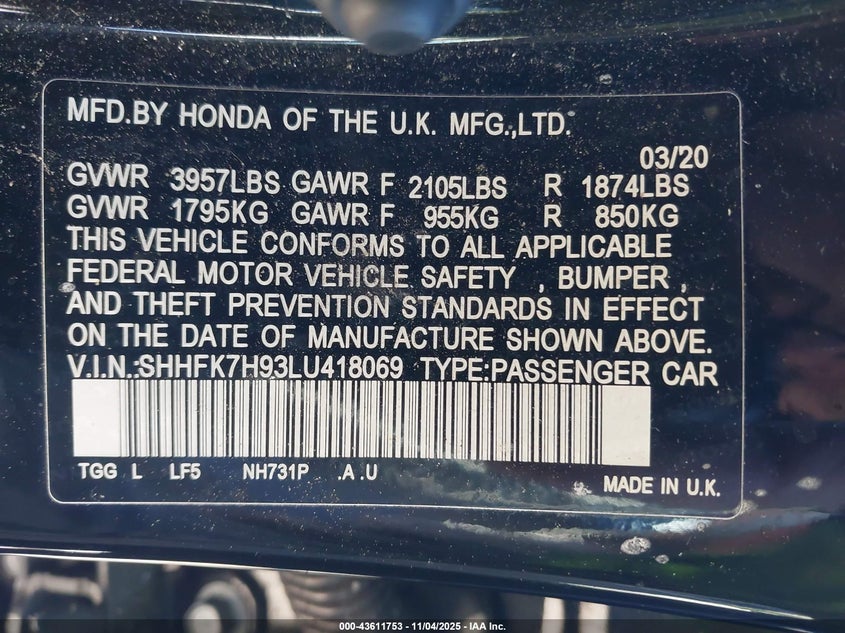 MFD.BY HONDA OF THE U.K. MFG.,LTD.
03/20
GVWR 3957LBS GAWR F 2105LBS R 1874LBS
GVWR 1795KG GAWR F 955KG R 850KG
THIS VEHICLE CONFORMS TO ALL APPLICABLE
FEDERAL MOTOR VEHICLE SAFETY , BUMPER ,
AND THEFT PREVENTION STANDARDS IN EFFECT
ON THE DATE OF MANUFACTURE SHOWN ABOVE.
V.I.N.:SHHFK7H93LU418069 TYPE:PASSENGER CAR
TGG L LF5 NH731P .A .U
MADE IN U.K.
000-43611753 - 11/04/2025 - IAA Inc.